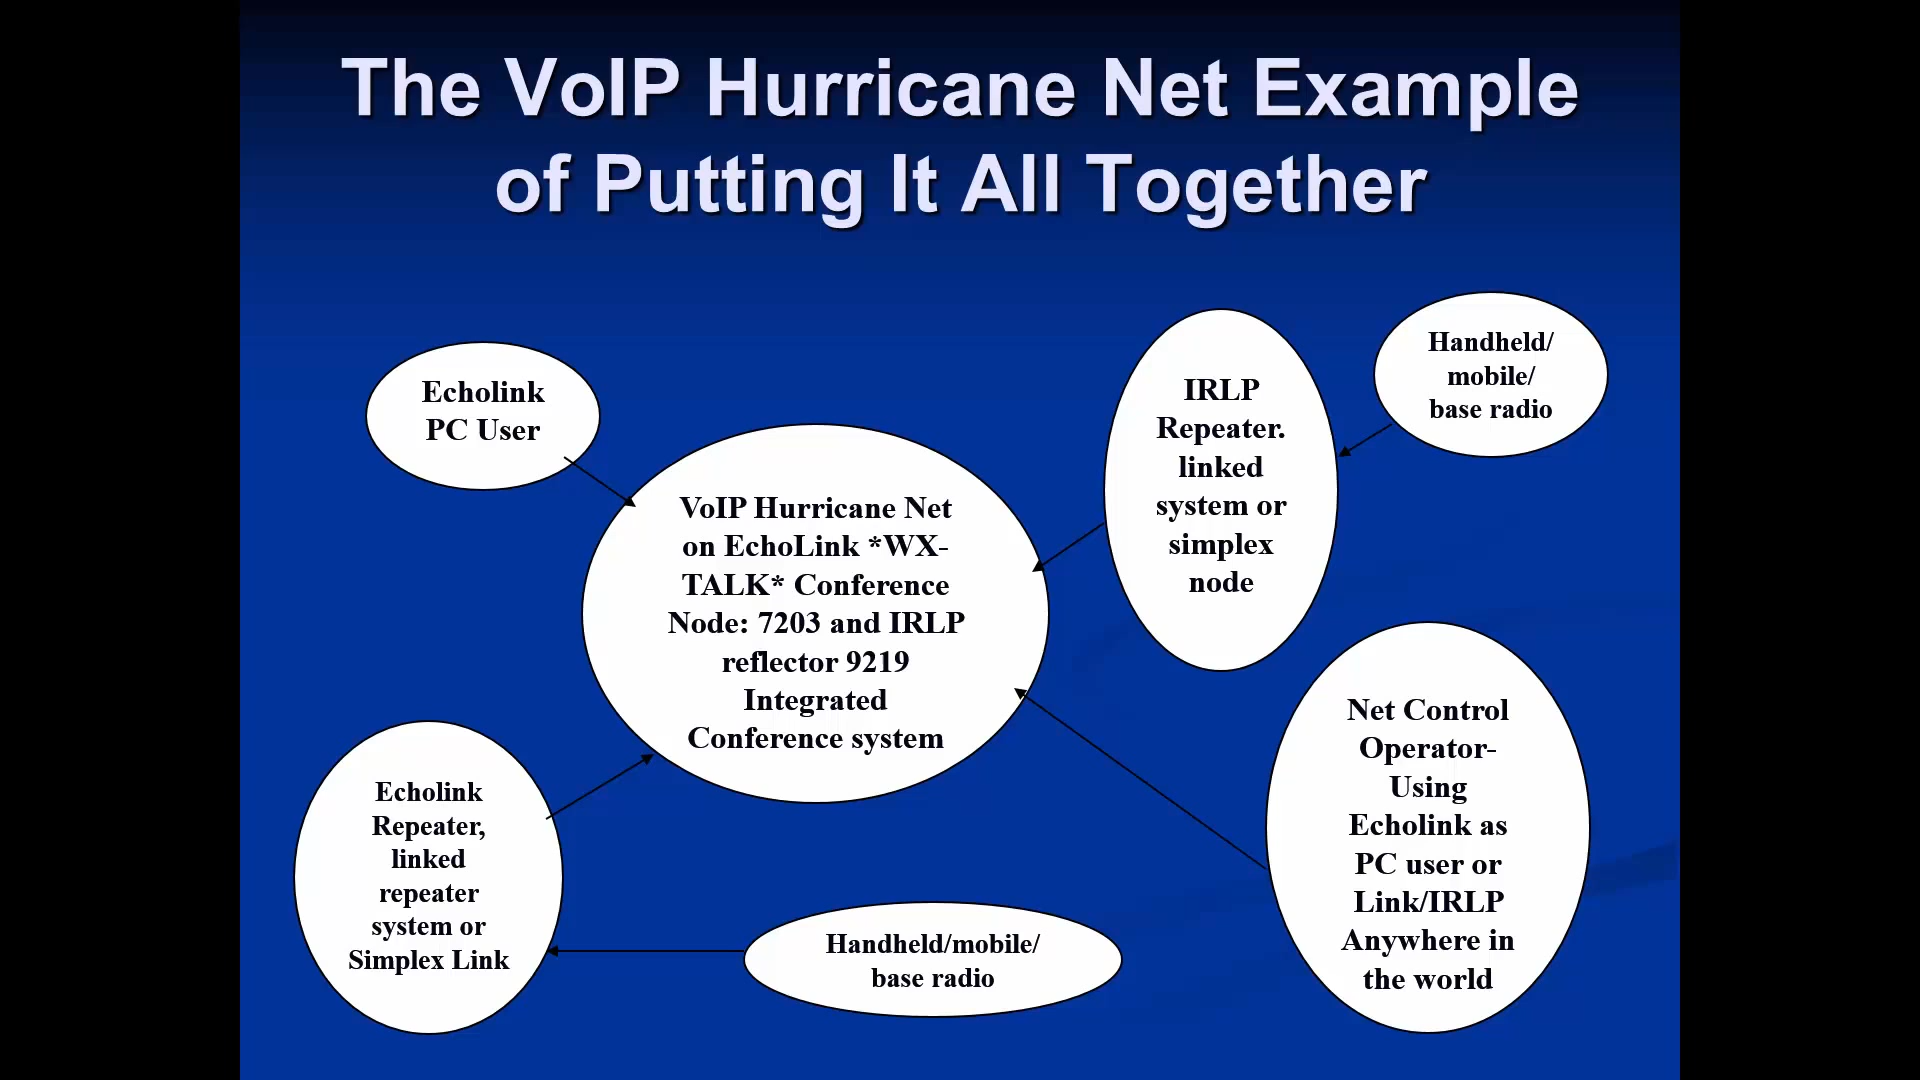 The VoIP Hurricane Net Example
of Putting It All Together
Echolink
PC User
VoIP Hurricane Net
on EchoLink *WX-
TALK* Conference
Node: 7203 and IRLP
reflector 9219
Integrated
Conference system
IRLP
Repeater.
linked
system or
simplex
node
Handheld/
mobile/
base radio
Echolink
Repeater,
linked
repeater
system or
Simplex Link
Handheld/mobile/
base radio
Net Control
Operator-
Using
Echolink as
PC user or
Link/IRLP
Anywhere in
the world